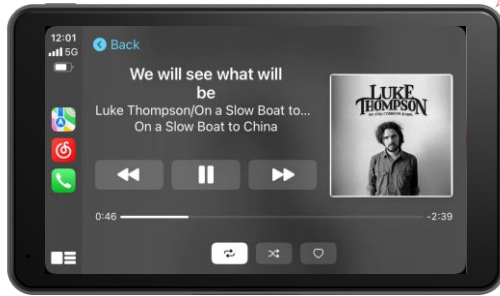 12:01
5G
Back
We will see what will
be
Luke Thompson/On a Slow Boat to...
On a Slow Boat to China
LUKE
THOMPSON
0:46
-2:39